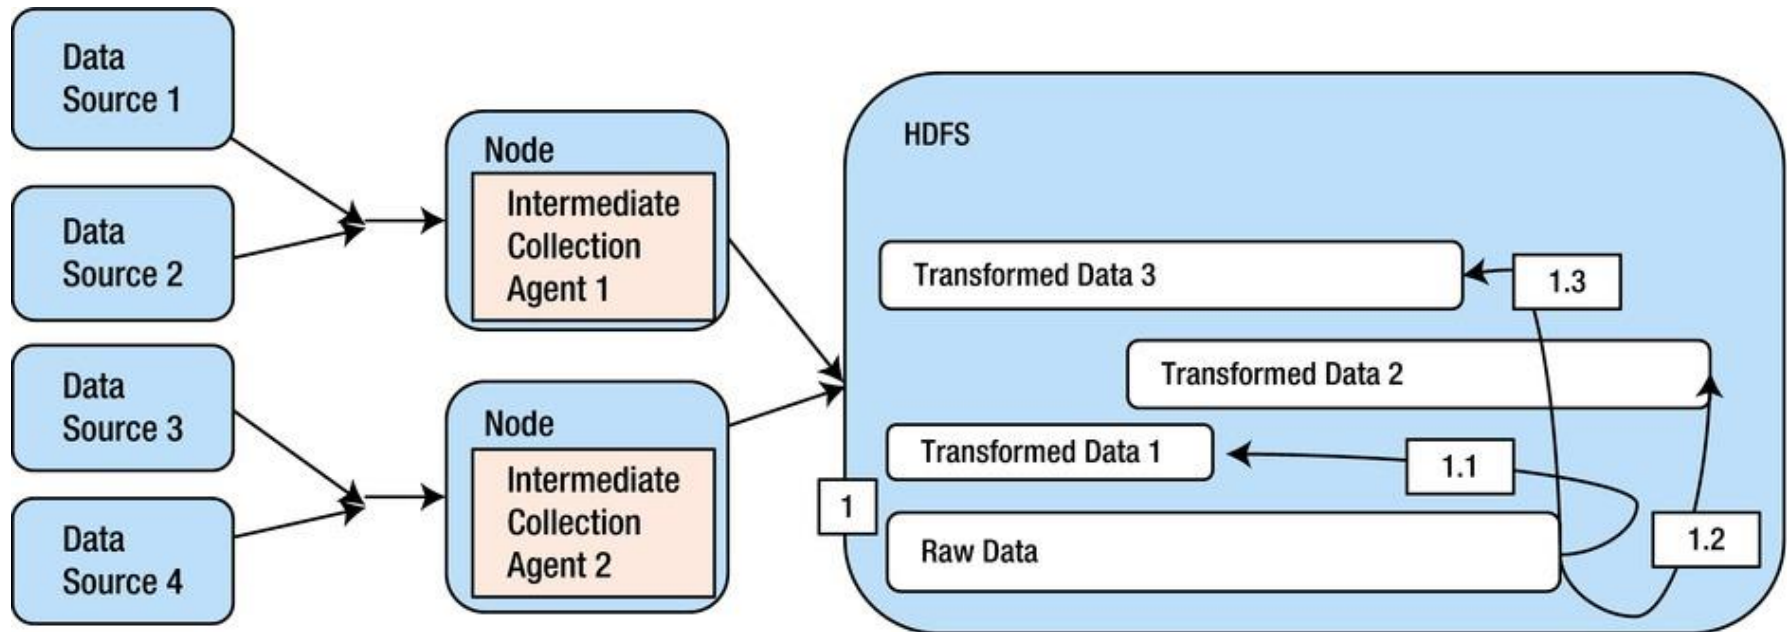 Data
Source 1
Data
Source 2
Data
Source 3
Data
Source 4
Node
Intermediate
Collection
Agent 1
Node
Intermediate
Collection
Agent 2
HDFS
Transformed Data 3
1.3
Transformed Data 2
Transformed Data 1
1.1
1
Raw Data
1.2